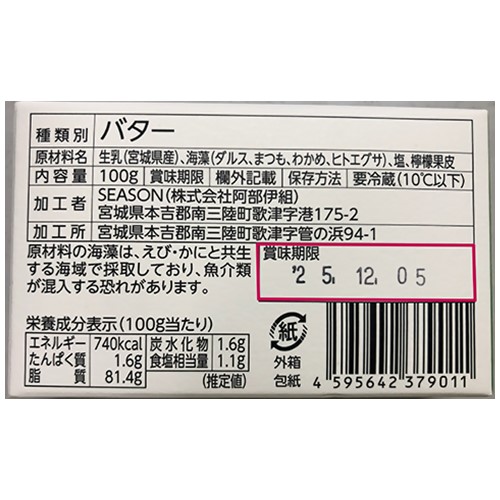 種類別 バター
原材料名 生乳(宮城県産)、海藻(ダルス、まつも、わかめ、ヒトエグサ)、塩、檸檬果皮
内容量 100g 賞味期限 欄外記載 保存方法 要冷蔵(10℃以下)
加工者 SEASON(株式会社阿部伊組)
宮城県本吉郡南三陸町歌津字港175-2
加工所 宮城県本吉郡南三陸町歌津字管の浜94-1
原材料の海藻は、えび・かにと共生
する海域で採取しており、魚介類
が混入する恐れがあります。
賞味期限
'25. 12. 05
栄養成分表示(100g当たり)
エネルギー 740kcal 炭水化物 1.6g
たんぱく質 1.6g 食塩相当量 1.1g
脂質 81.4g (推定値)
紙
外箱
包紙
4 595642 379011